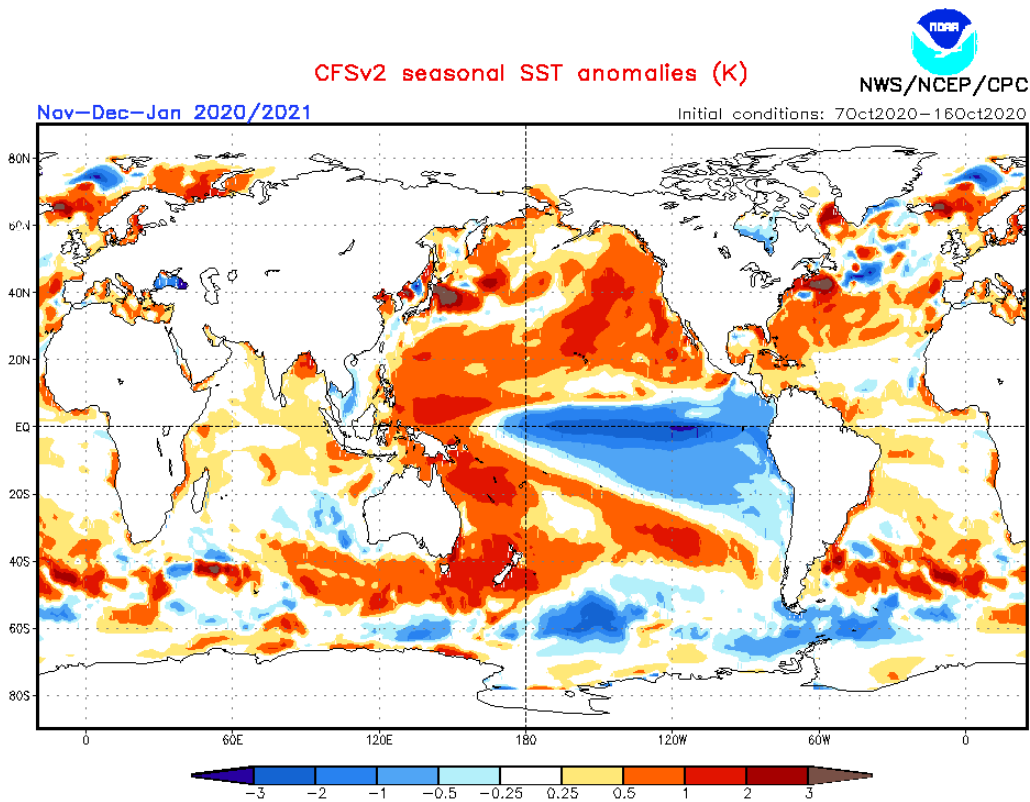 NOAA
CFSv2 seasonal SST anomalies (K)
NWS/NCEP/CPC
Nov-Dec-Jan 2020/2021
Initial conditions: 7Oct2020-16Oct2020
80N
60N
40N
20N
EQ
20S
40S
60S
80S
0 60E 120E 180 120W 60W 0
-3 -2 -1 -0.5 -0.25 0.25 0.5 1 2 3